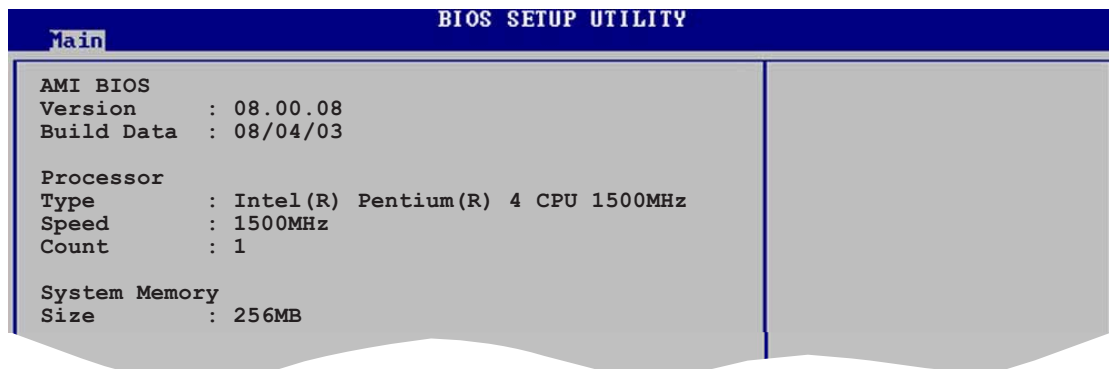 BIOS SETUP UTILITY
Main
AMI BIOS
Version : 08.00.08
Build Data : 08/04/03
Processor
Type : Intel(R) Pentium(R) 4 CPU 1500MHz
Speed : 1500MHz
Count : 1
System Memory
Size : 256MB